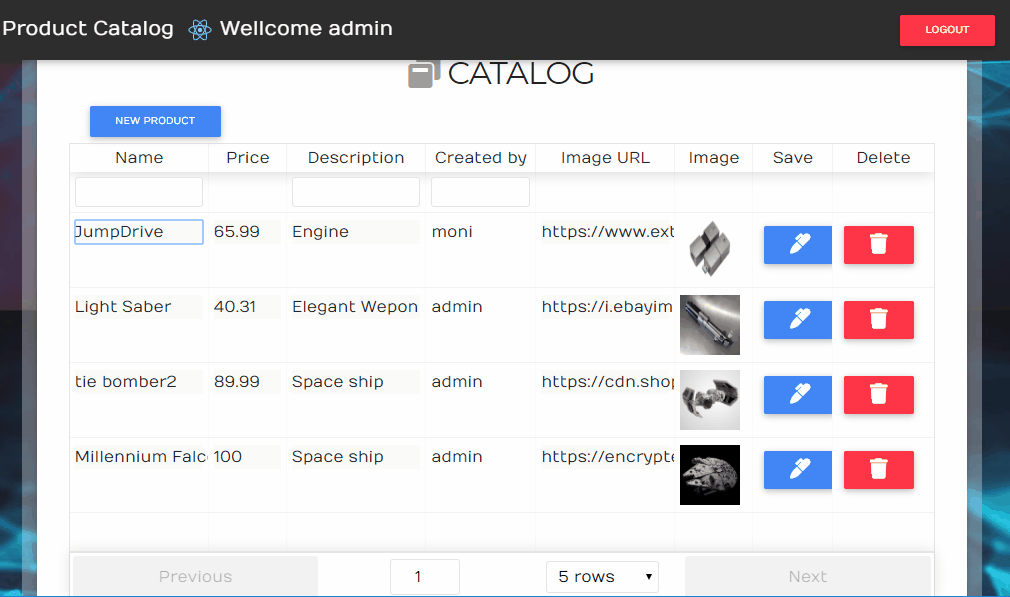 Product Catalog Wellcome admin LOGOUT
CATALOG
NEW PRODUCT
Name Price Description Created by Image URL Image Save Delete
JumpDrive 65.99 Engine moni https://www.ext
Light Saber 40.31 Elegant Wepon admin https://i.ebayim
tie bomber2 89.99 Space ship admin https://cdn.shop
Millennium Falc 100 Space ship admin https://encrypte
Previous 1 5 rows Next